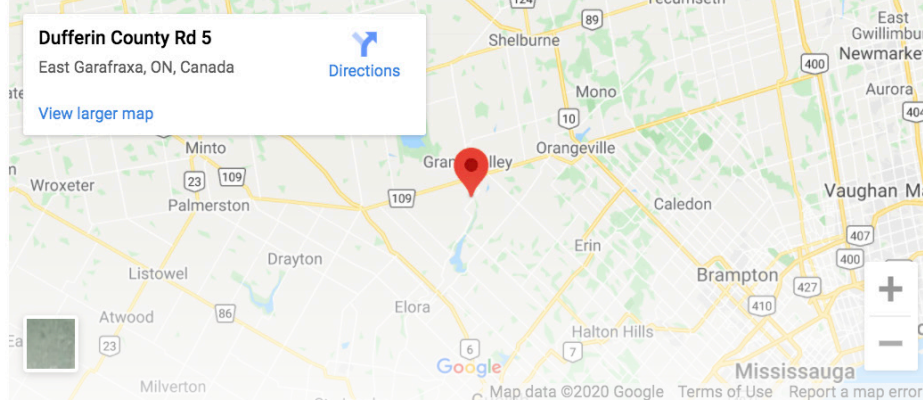 Dufferin County Rd 5
East Garafraxa, ON, Canada
Directions
View larger map
124
89
Shelburne
East
Gwillimbu
Newmarket
400
Mono
Aurora
404
10
Minto
Orangeville
109
23
Wroxeter
109
Palmerston
Caledon
Vaughan
407
Erin
400
Drayton
Listowel
Brampton
427
410
Elora
86
Atwood
Halton Hills
23
6
7
Google
Mississauga
Milverton
Map data ©2020 Google
Terms of Use
Report a map error